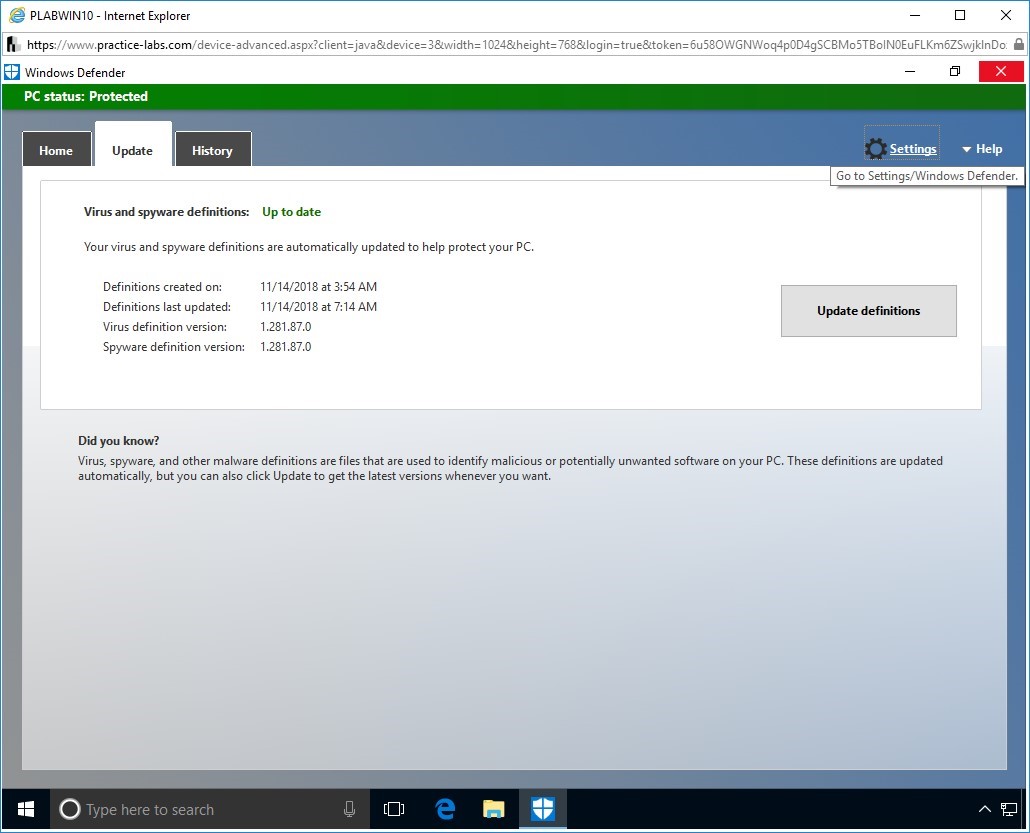 PLABWIN10 - Internet Explorer
https://www.practice-labs.com/device-advanced.aspx?client=java&device=3&width=1024&height=768&login=true&token=6u58OWGNWoq4p0D4gSCBMo5TBoIN0EuFLKm6ZSwjkInDo
Windows Defender
PC status: Protected
Home
Update
History
Settings
Help
Go to Settings/Windows Defender.
Virus and spyware definitions: Up to date
Your virus and spyware definitions are automatically updated to help protect your PC.
Definitions created on: 11/14/2018 at 3:54 AM
Definitions last updated: 11/14/2018 at 7:14 AM
Virus definition version: 1.281.87.0
Spyware definition version: 1.281.87.0
Update definitions
Did you know?
Virus, spyware, and other malware definitions are files that are used to identify malicious or potentially unwanted software on your PC. These definitions are updated
automatically, but you can also click Update to get the latest versions whenever you want.
Type here to search